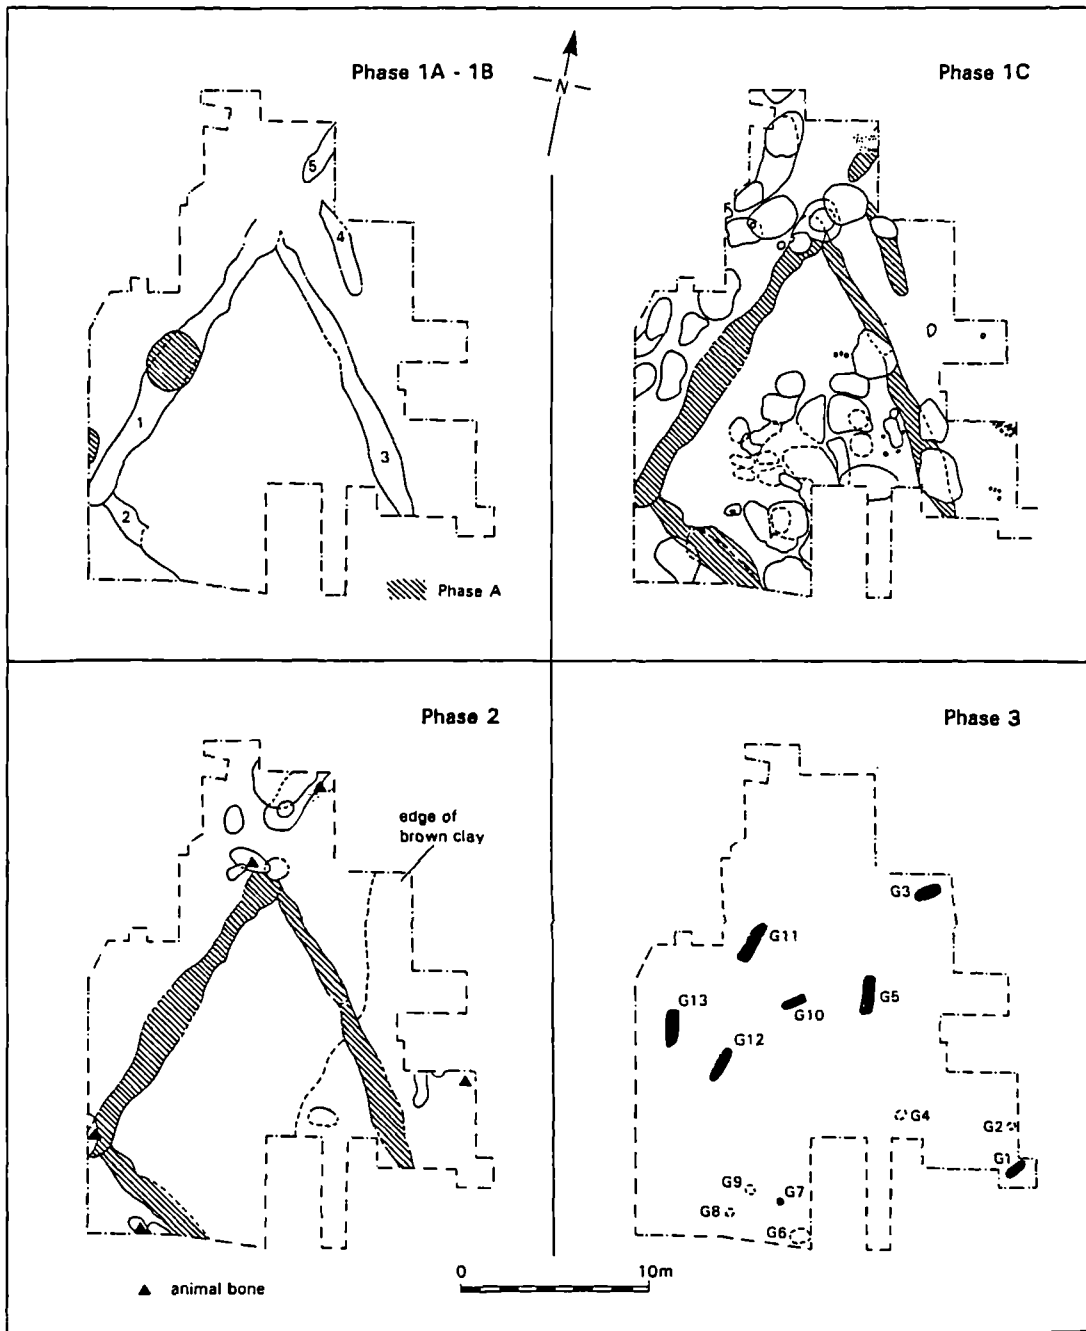 Phase 1A - 1B
N
Phase 1C
5
4
1
3
2
Phase A
Phase 2
Phase 3
edge of
brown clay
G3
G11
G13
G10
G5
G12
G4
G2
G1
G9
G7
G8
G6
0
10m
animal bone